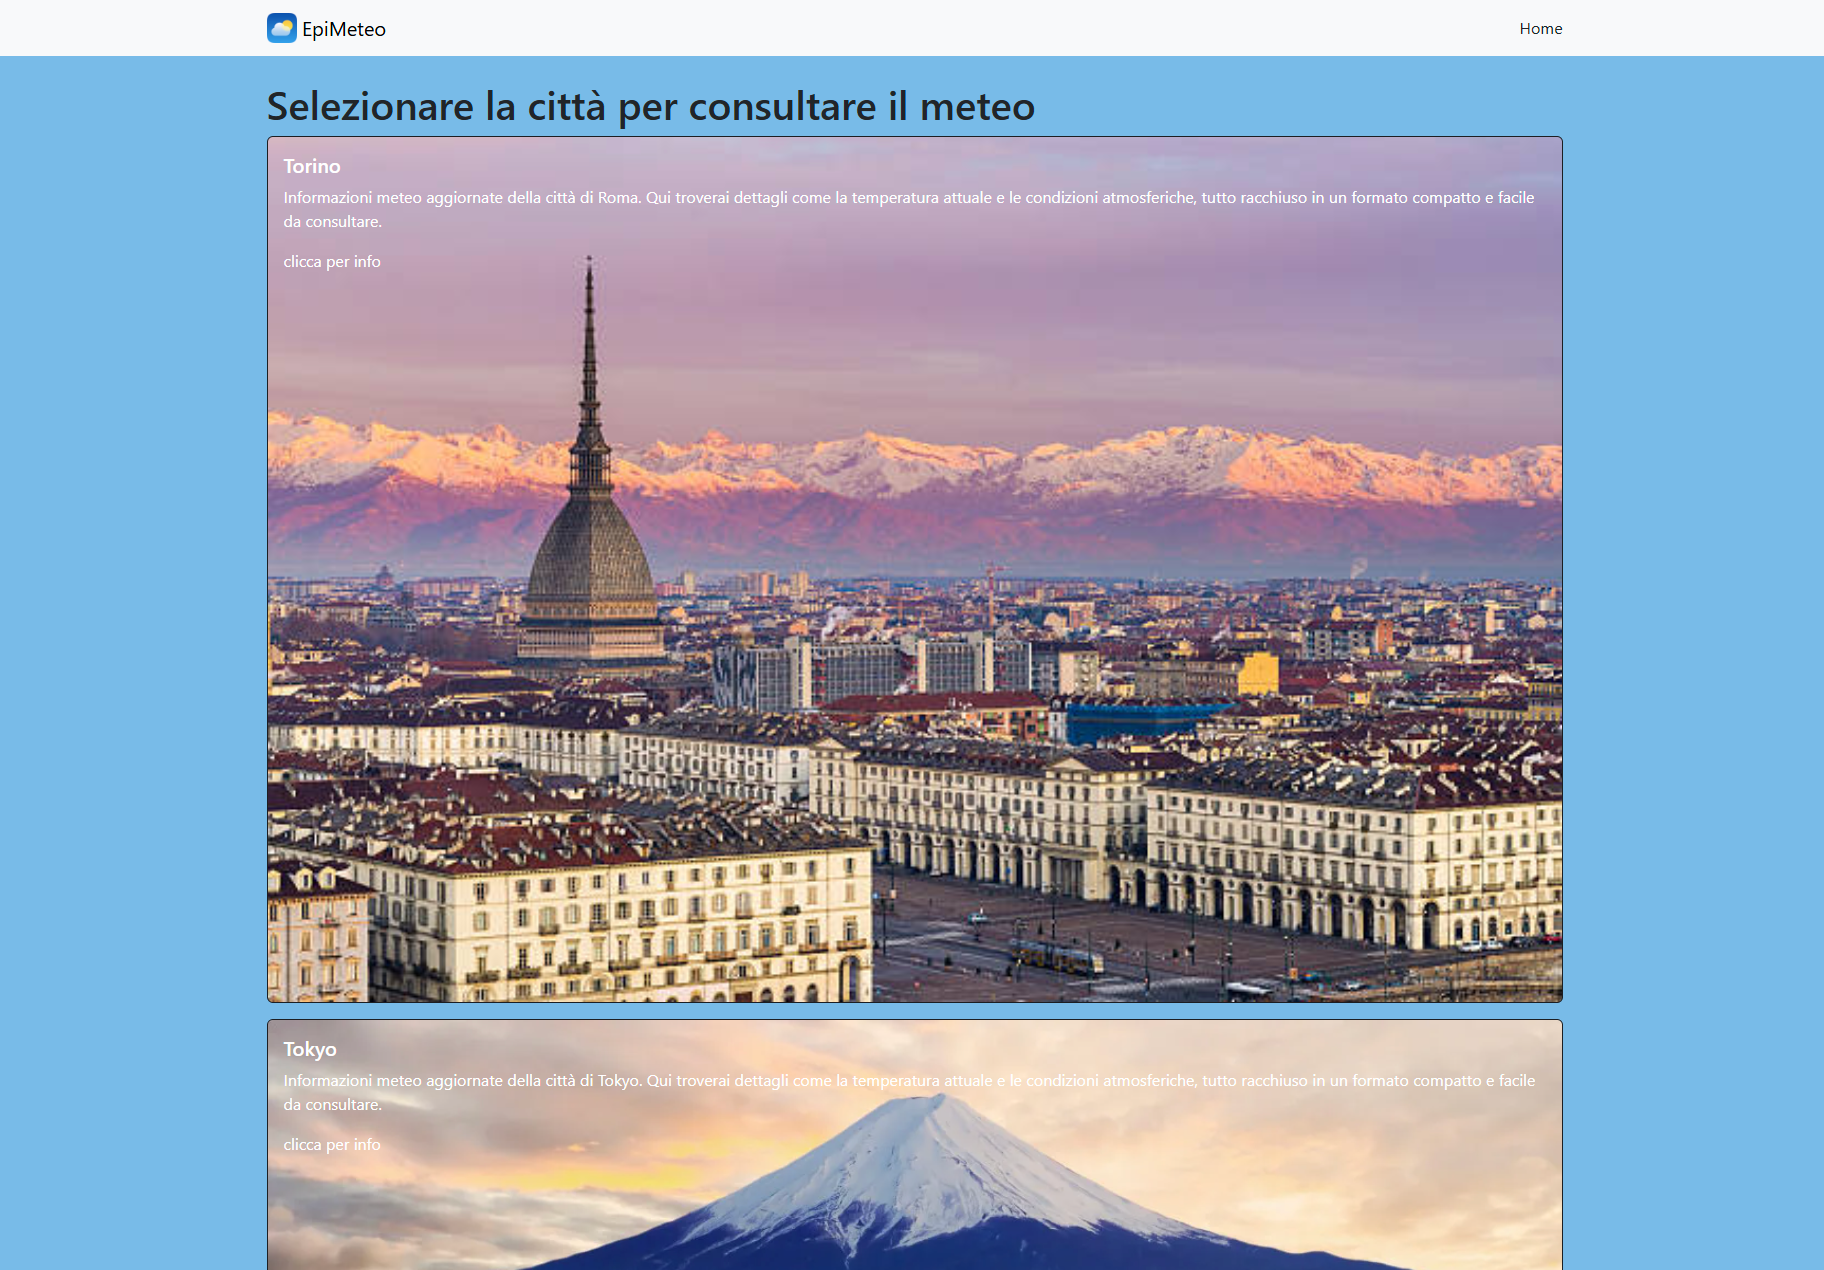 EpiMeteo
Home
Selezionare la città per consultare il meteo
Torino
Informazioni meteo aggiornate della città di Roma. Qui troverai dettagli come la temperatura attuale e le condizioni atmosferiche, tutto racchiuso in un formato compatto e facile
da consultare.
clicca per info
Tokyo
Informazioni meteo aggiornate della città di Tokyo. Qui troverai dettagli come la temperatura attuale e le condizioni atmosferiche, tutto racchiuso in un formato compatto e facile
da consultare.
clicca per info